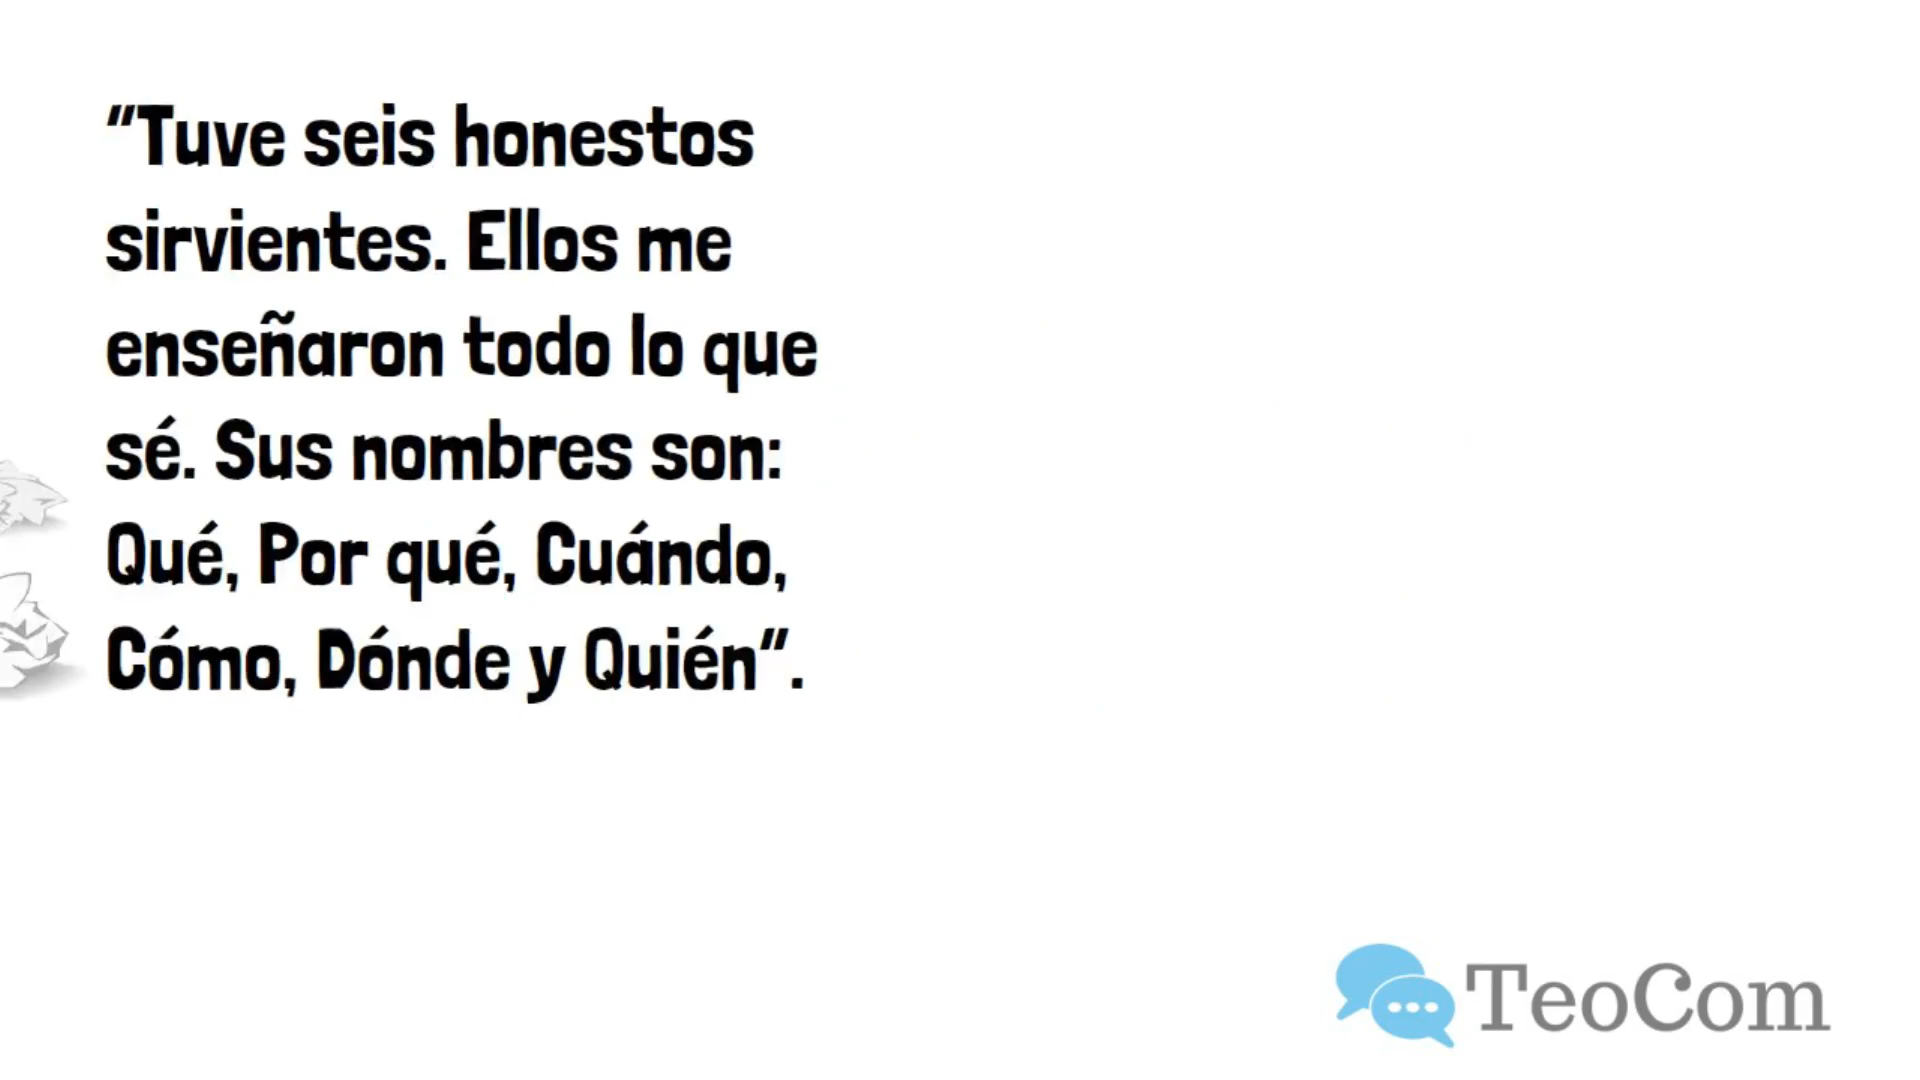 "Tuve seis honestos
sirvientes. Ellos me
enseñaron todo lo que
sé. Sus nombres son:
Qué, Por qué, Cuándo,
Cómo, Dónde y Quién".
TeoCom